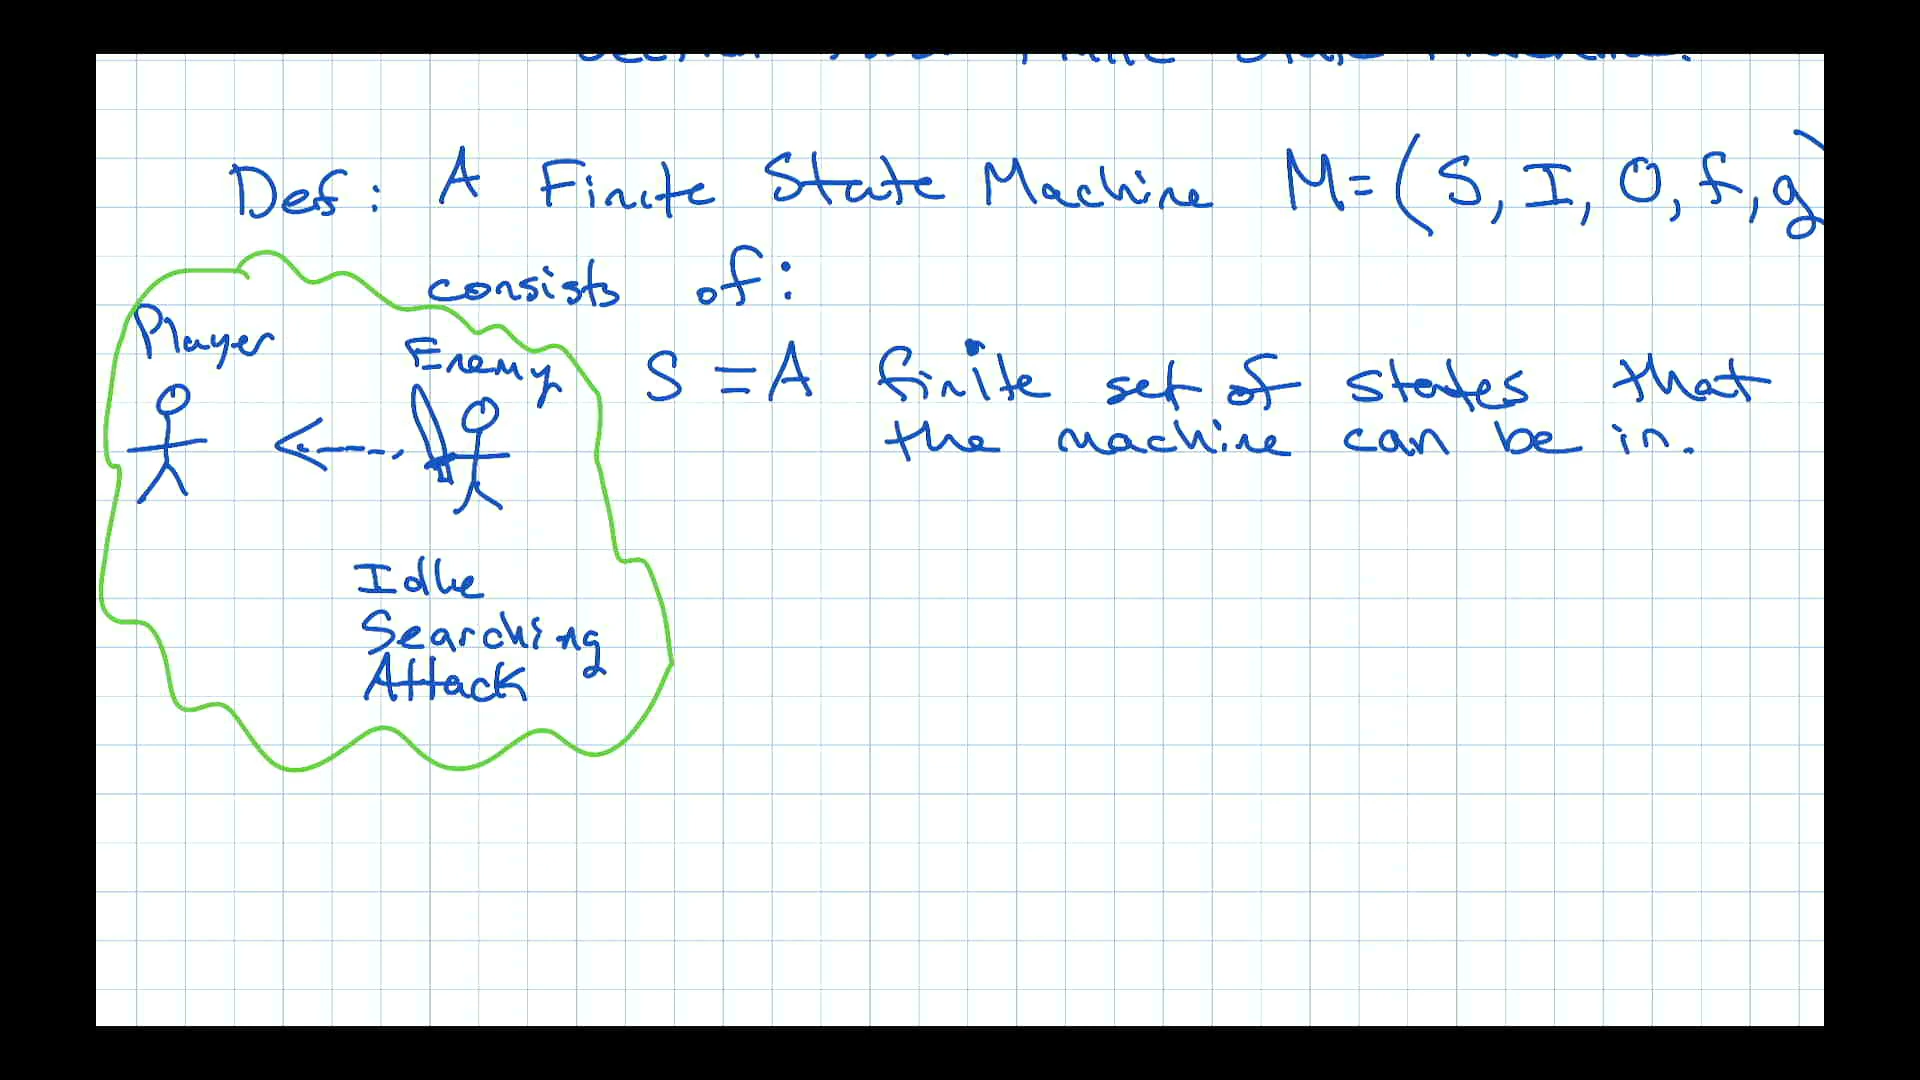 Def: A Finite State Machine M=(S, I, O, f, g)
consists of:
Player
Enemy
S = A finite set of states that
the machine can be in.
Idle
Searching
Attack